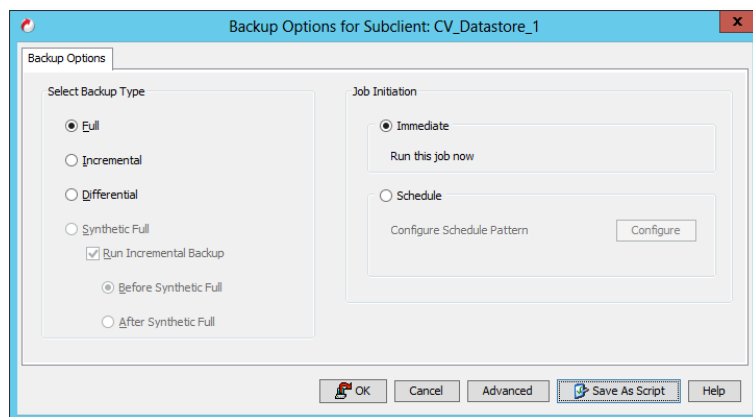 Backup Options for Subclient: CV_Datastore_1
x
Backup Options
Select Backup Type
Full
Incremental
Differential
Synthetic Full
Run Incremental Backup
Before Synthetic Full
After Synthetic Full
Job Initiation
Immediate
Run this job now
Schedule
Configure Schedule Pattern
Configure
OK
Cancel
Advanced
Save As Script
Help